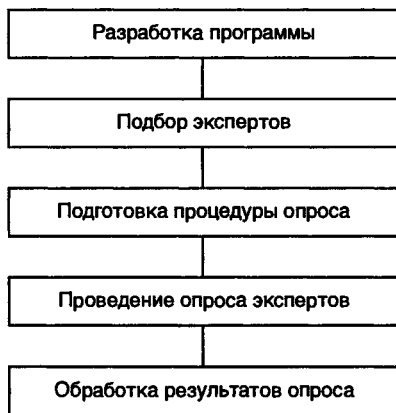 Разработка программы
Подбор экспертов
Подготовка процедуры опроса
Проведение опроса экспертов
Обработка результатов опроса